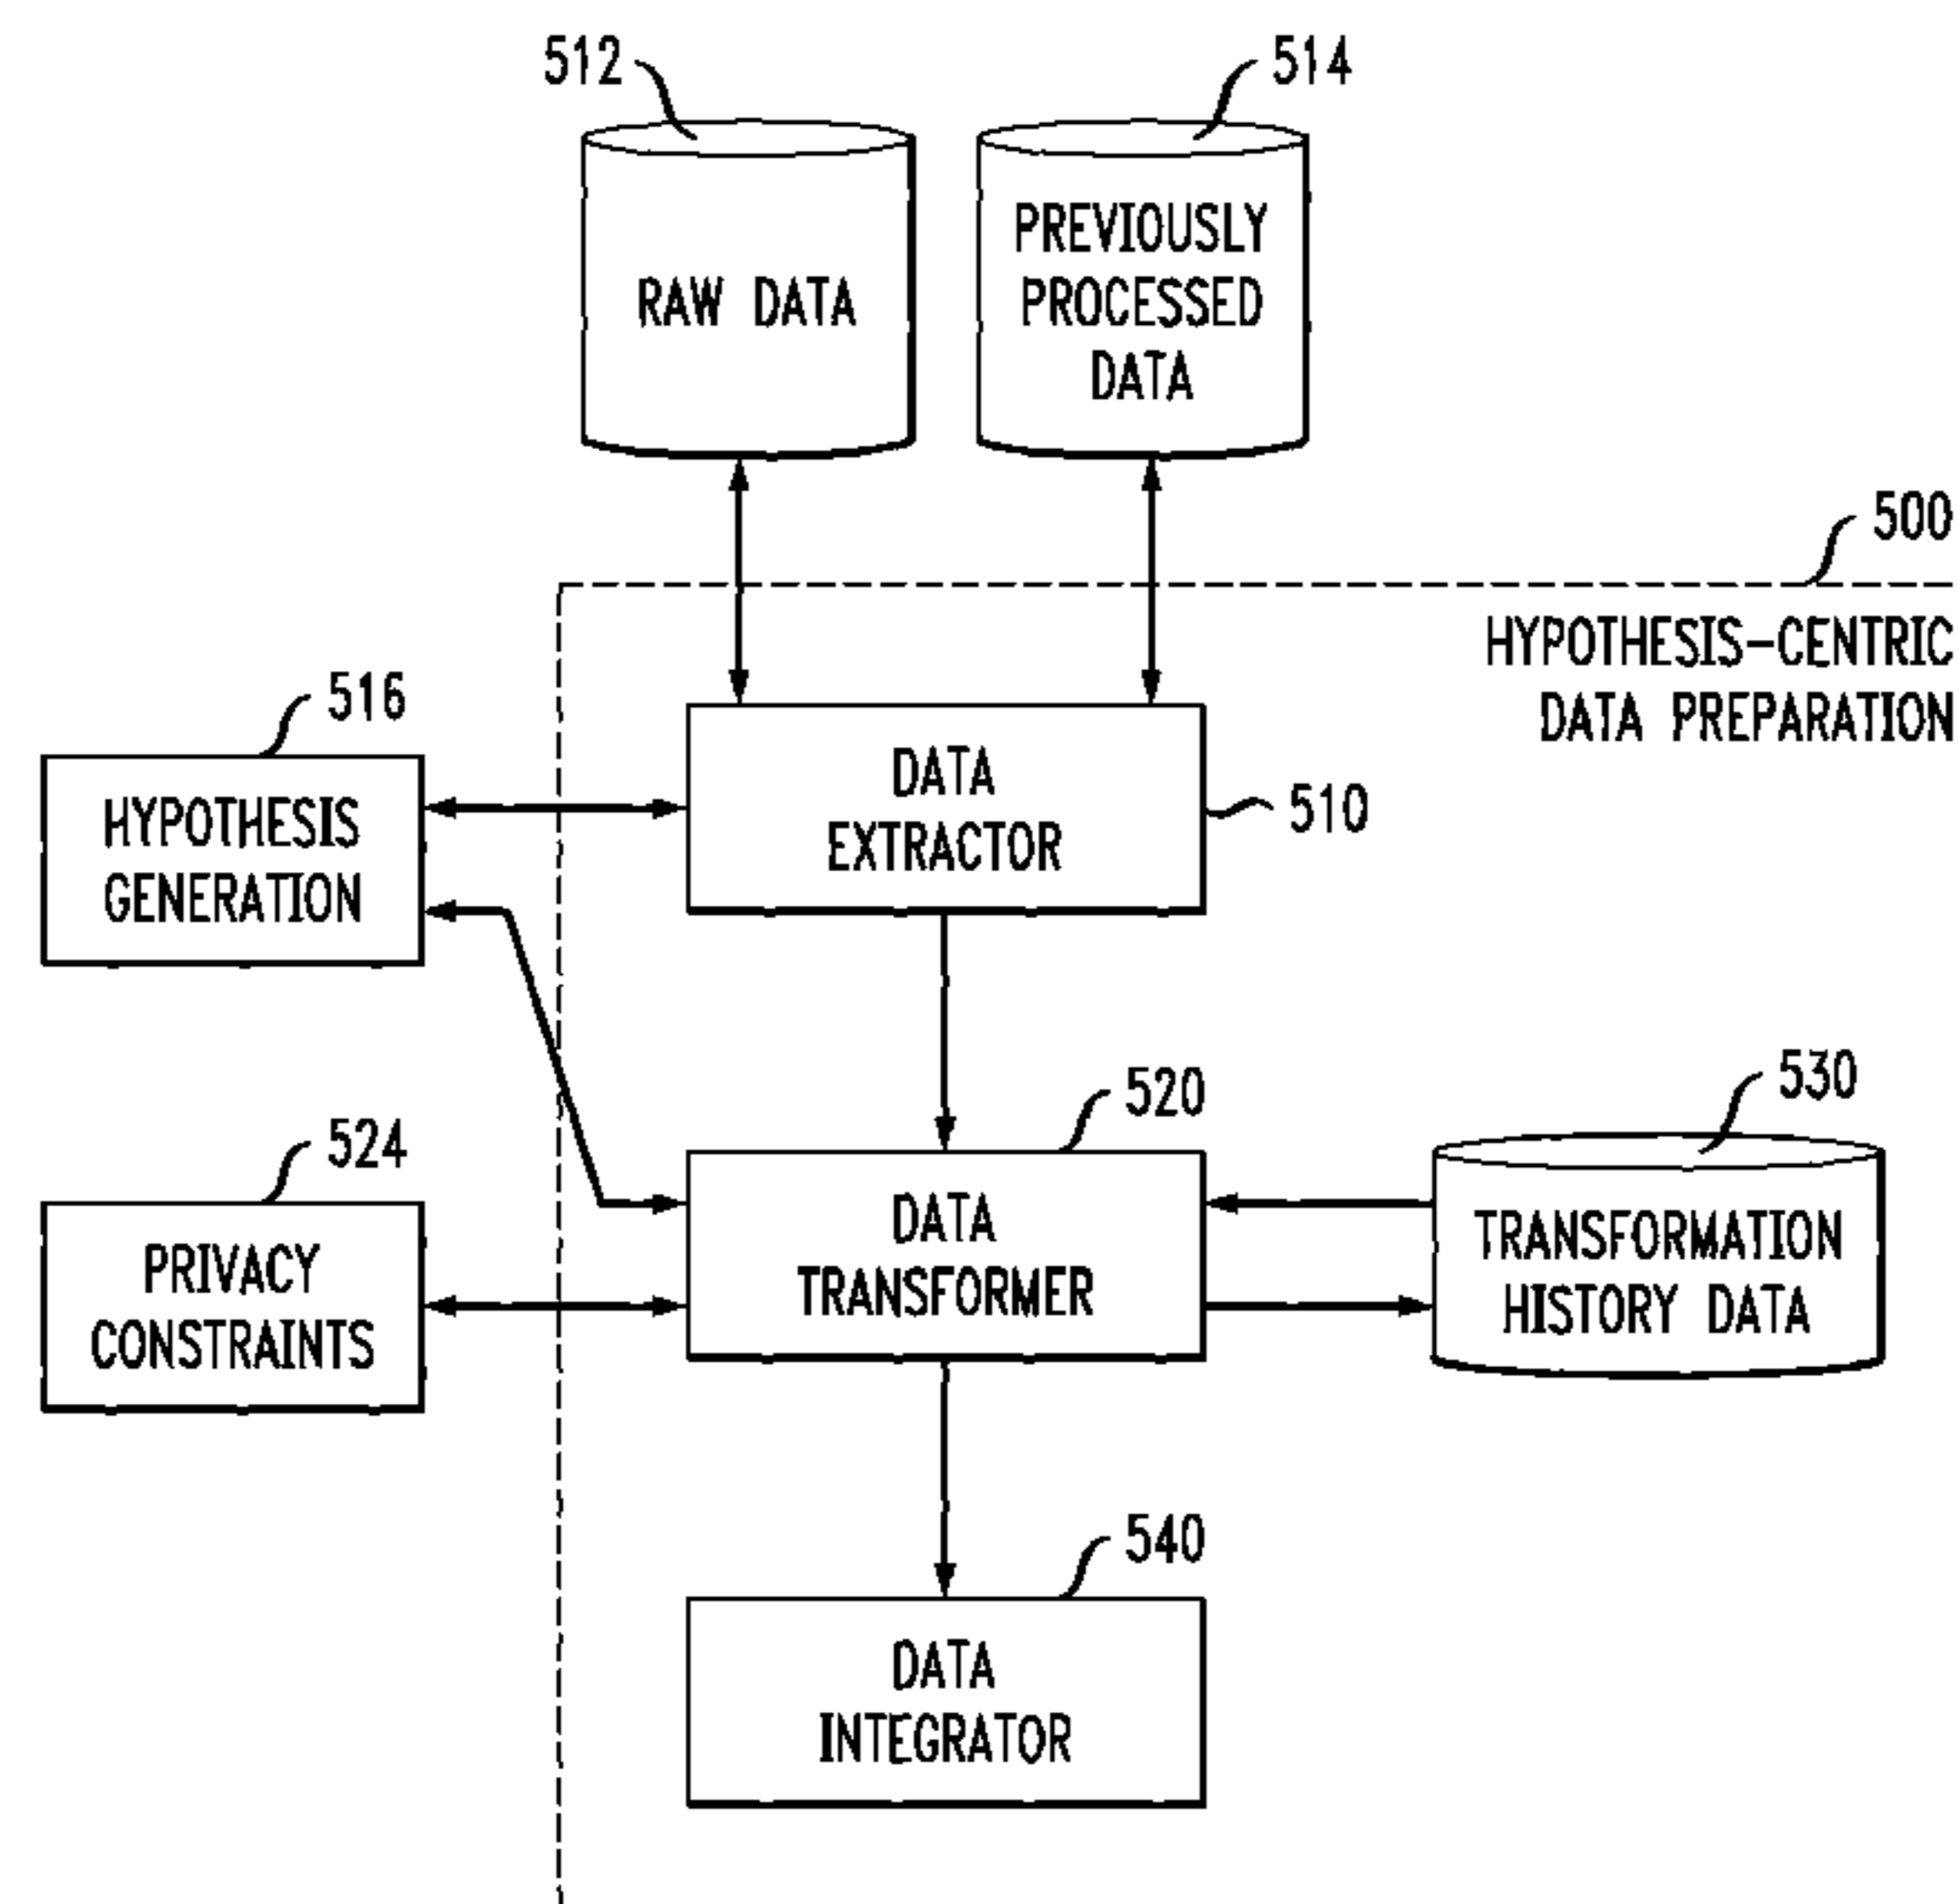 512
514
RAW DATA
PREVIOUSLY
PROCESSED
DATA
500
HYPOTHESIS-CENTRIC
DATA PREPARATION
516
HYPOTHESIS
GENERATION
DATA
EXTRACTOR
510
524
PRIVACY
CONSTRAINTS
520
DATA
TRANSFORMER
530
TRANSFORMATION
HISTORY DATA
540
DATA
INTEGRATOR